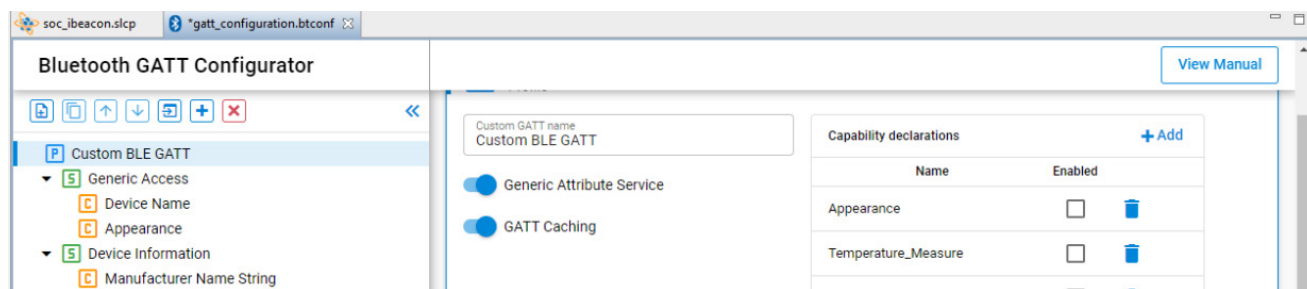 soc_ibeacon.slcp
*gatt_configuration.btconf
Bluetooth GATT Configurator
View Manual
P Custom BLE GATT
S Generic Access
C Device Name
C Appearance
S Device Information
C Manufacturer Name String
Custom GATT name
Custom BLE GATT
Generic Attribute Service
GATT Caching
Capability declarations
+ Add
Name Enabled
Appearance
Temperature_Measure